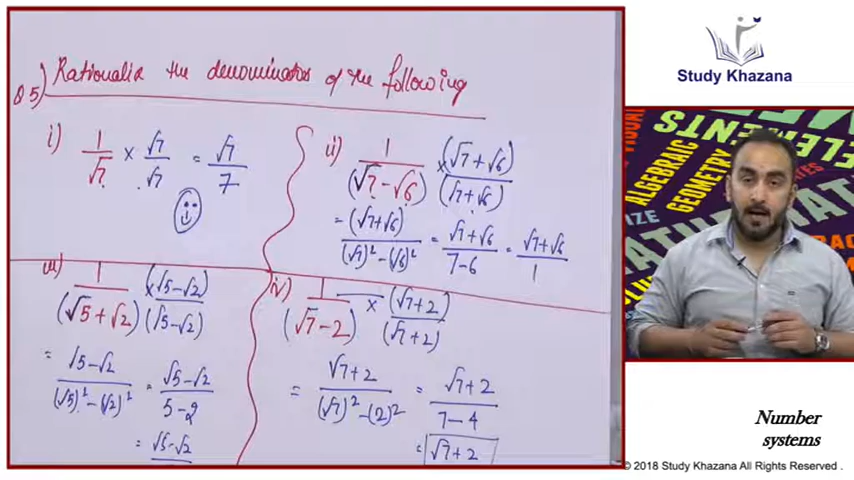 Q5) Rationalise the denominator of the following
i) 1/√7 × √7/√7 = √7/7
ii) 1/(√7-√6) × (√7+√6)/(√7+√6)
= (√7+√6)/(√7)²-(√6)² = √7+√6/7-6 = √7+√6/1
iii) 1/(√5+√2) × (√5-√2)/(√5-√2)
= √5-√2/(√5)²-(√2)² = √5-√2/5-2
= √5-√2
iv) 1/(√7-2) × (√7+2)/(√7+2)
= √7+2/(√7)²-(2)² = √7+2/7-4
= √7+2
Study Khazana
ALGEBRAIC
GEOMETRY
ELEMENTS
Number
systems
© 2018 Study Khazana All Rights Reserved .